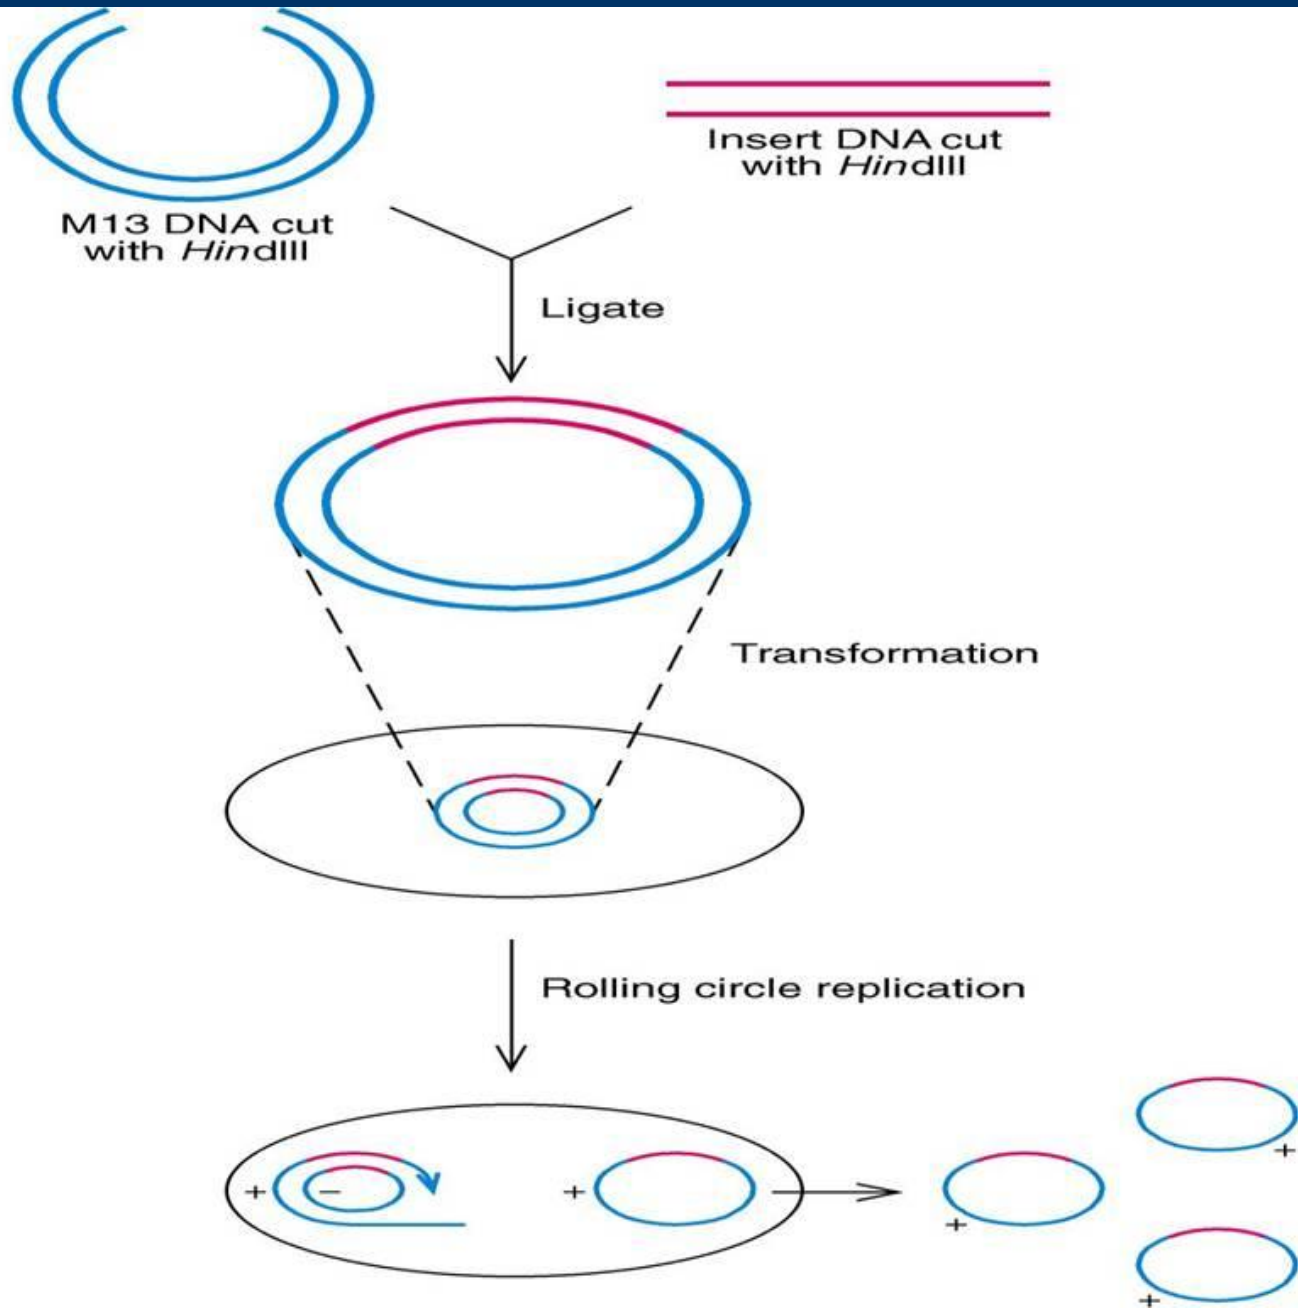 Insert DNA cut
with HindIII
M13 DNA cut
with HindIII
Ligate
Transformation
Rolling circle replication
+
−
+
+
+
+